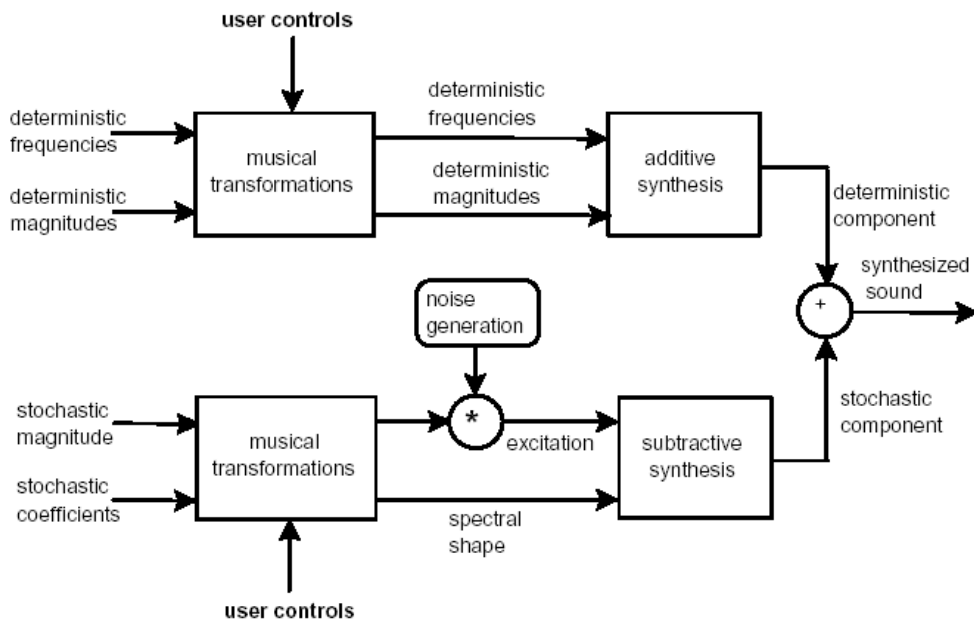 user controls
deterministic
frequencies
deterministic
magnitudes
musical
transformations
deterministic
frequencies
deterministic
magnitudes
additive
synthesis
deterministic
component
synthesized
sound
+
noise
generation
stochastic
magnitude
stochastic
coefficients
musical
transformations
*
excitation
spectral
shape
subtractive
synthesis
stochastic
component
user controls